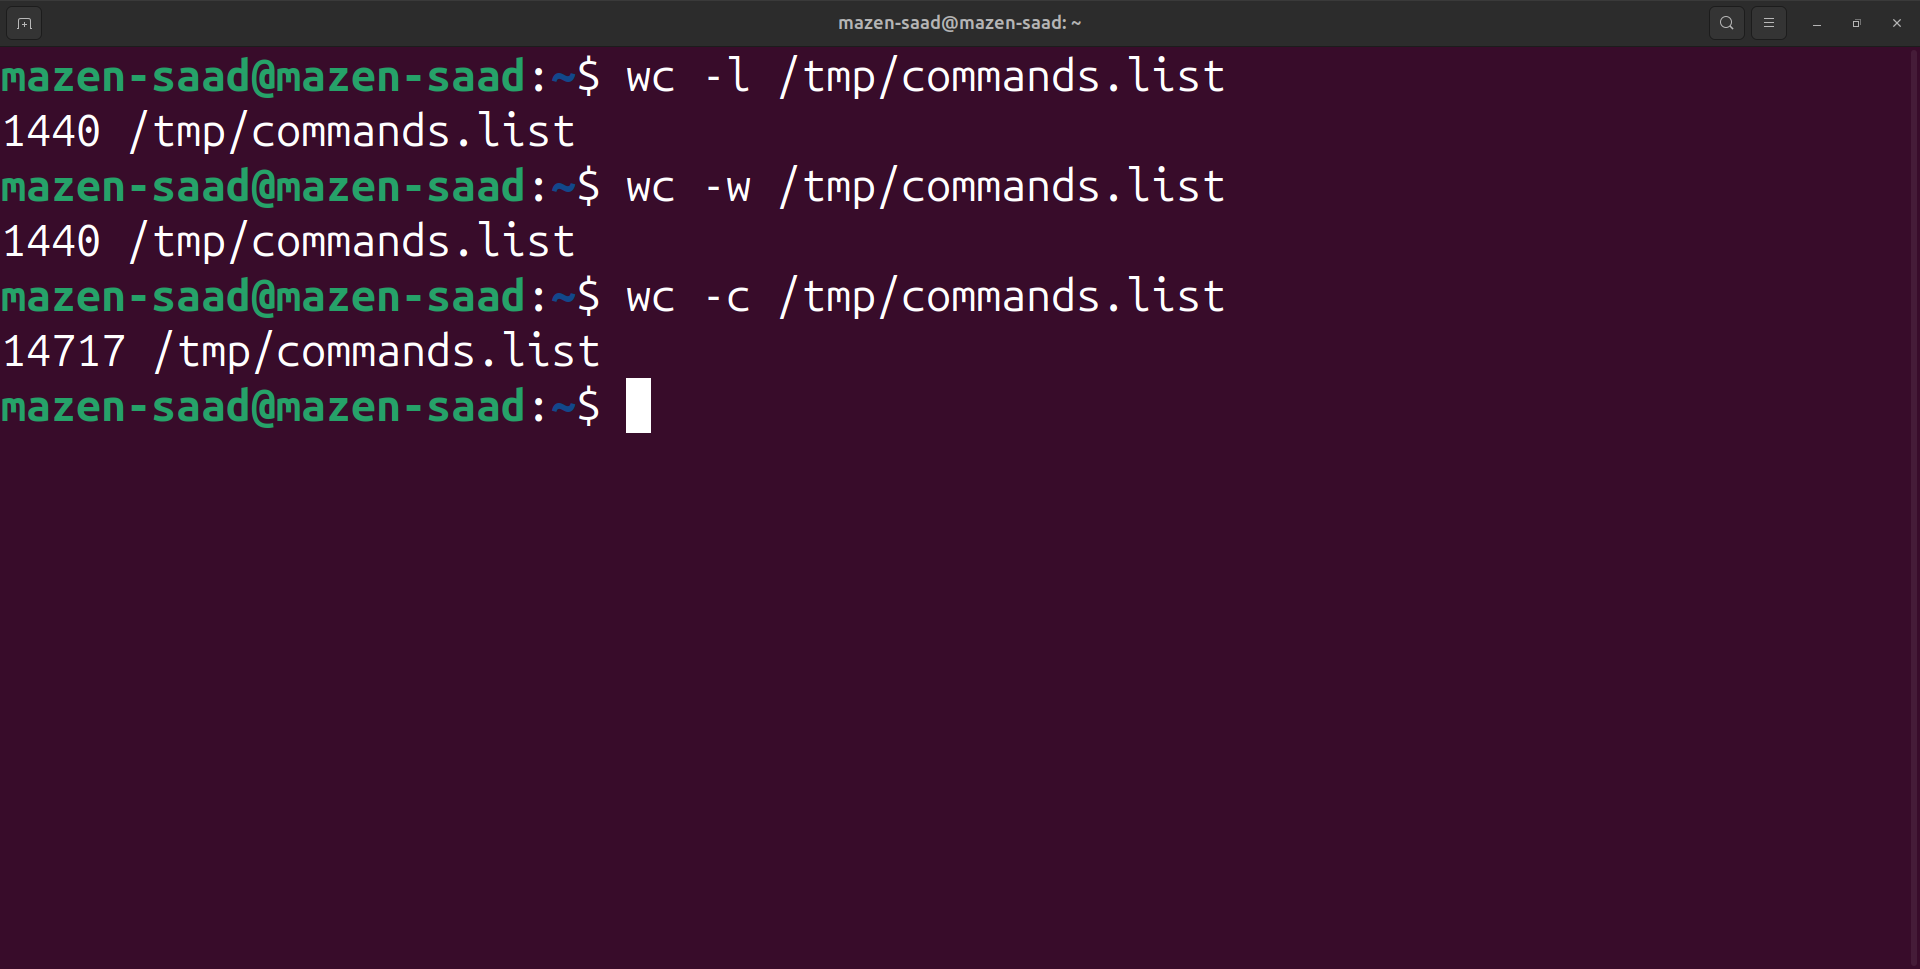 mazen-saad@mazen-saad: ~
mazen-saad@mazen-saad:~$ wc -l /tmp/commands.list
1440 /tmp/commands.list
mazen-saad@mazen-saad:~$ wc -w /tmp/commands.list
1440 /tmp/commands.list
mazen-saad@mazen-saad:~$ wc -c /tmp/commands.list
14717 /tmp/commands.list
mazen-saad@mazen-saad:~$